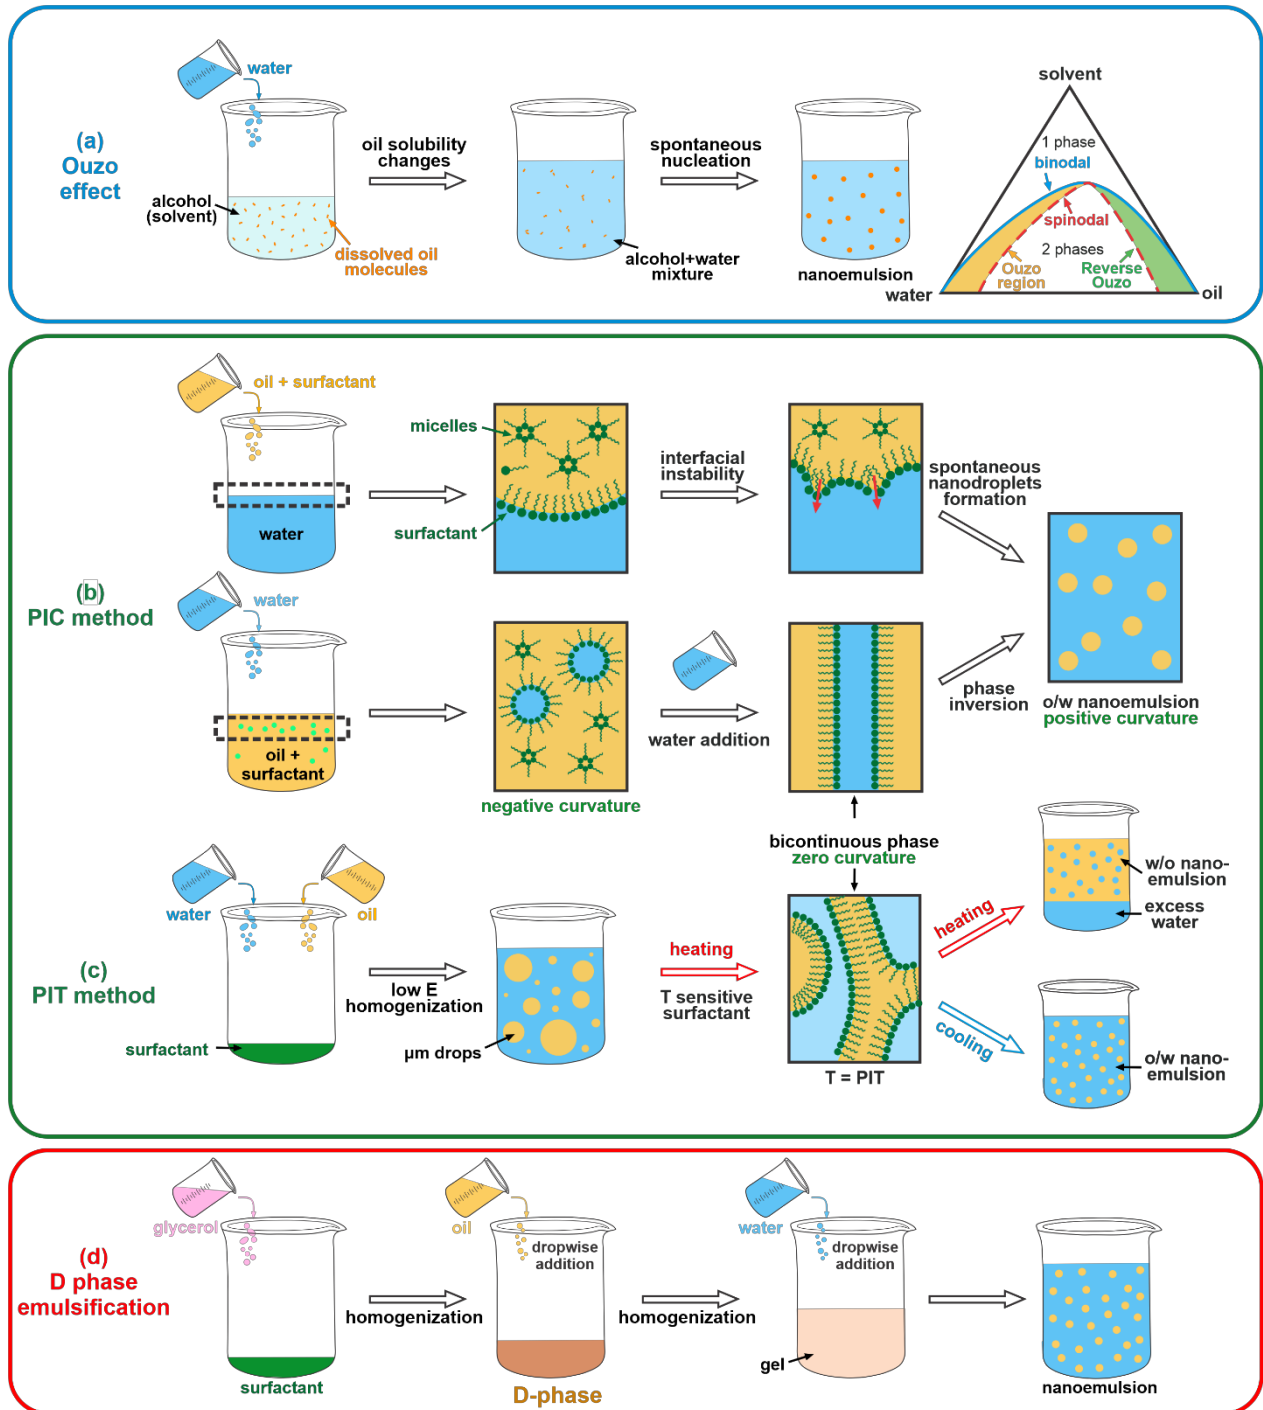 (a)
Ouzo
effect
water
alcohol
(solvent)
dissolved oil
molecules
oil solubility
changes
alcohol+water
mixture
spontaneous
nucleation
nanoemulsion
solvent
1 phase
binodal
spinodal
2 phases
Ouzo
region
Reverse
Ouzo
water
oil
(b)
PIC method
oil + surfactant
water
micelles
surfactant
interfacial
instability
spontaneous
nanodroplets
formation
water
oil +
surfactant
negative curvature
water addition
phase
inversion
o/w nanoemulsion
positive curvature
bicontinuous phase
zero curvature
(c)
PIT method
water
oil
surfactant
low E
homogenization
µm drops
heating
T sensitive
surfactant
T = PIT
heating
cooling
w/o nano-
emulsion
excess
water
o/w nano-
emulsion
(d)
D phase
emulsification
glycerol
surfactant
homogenization
oil
dropwise
addition
D-phase
homogenization
water
dropwise
addition
gel
nanoemulsion